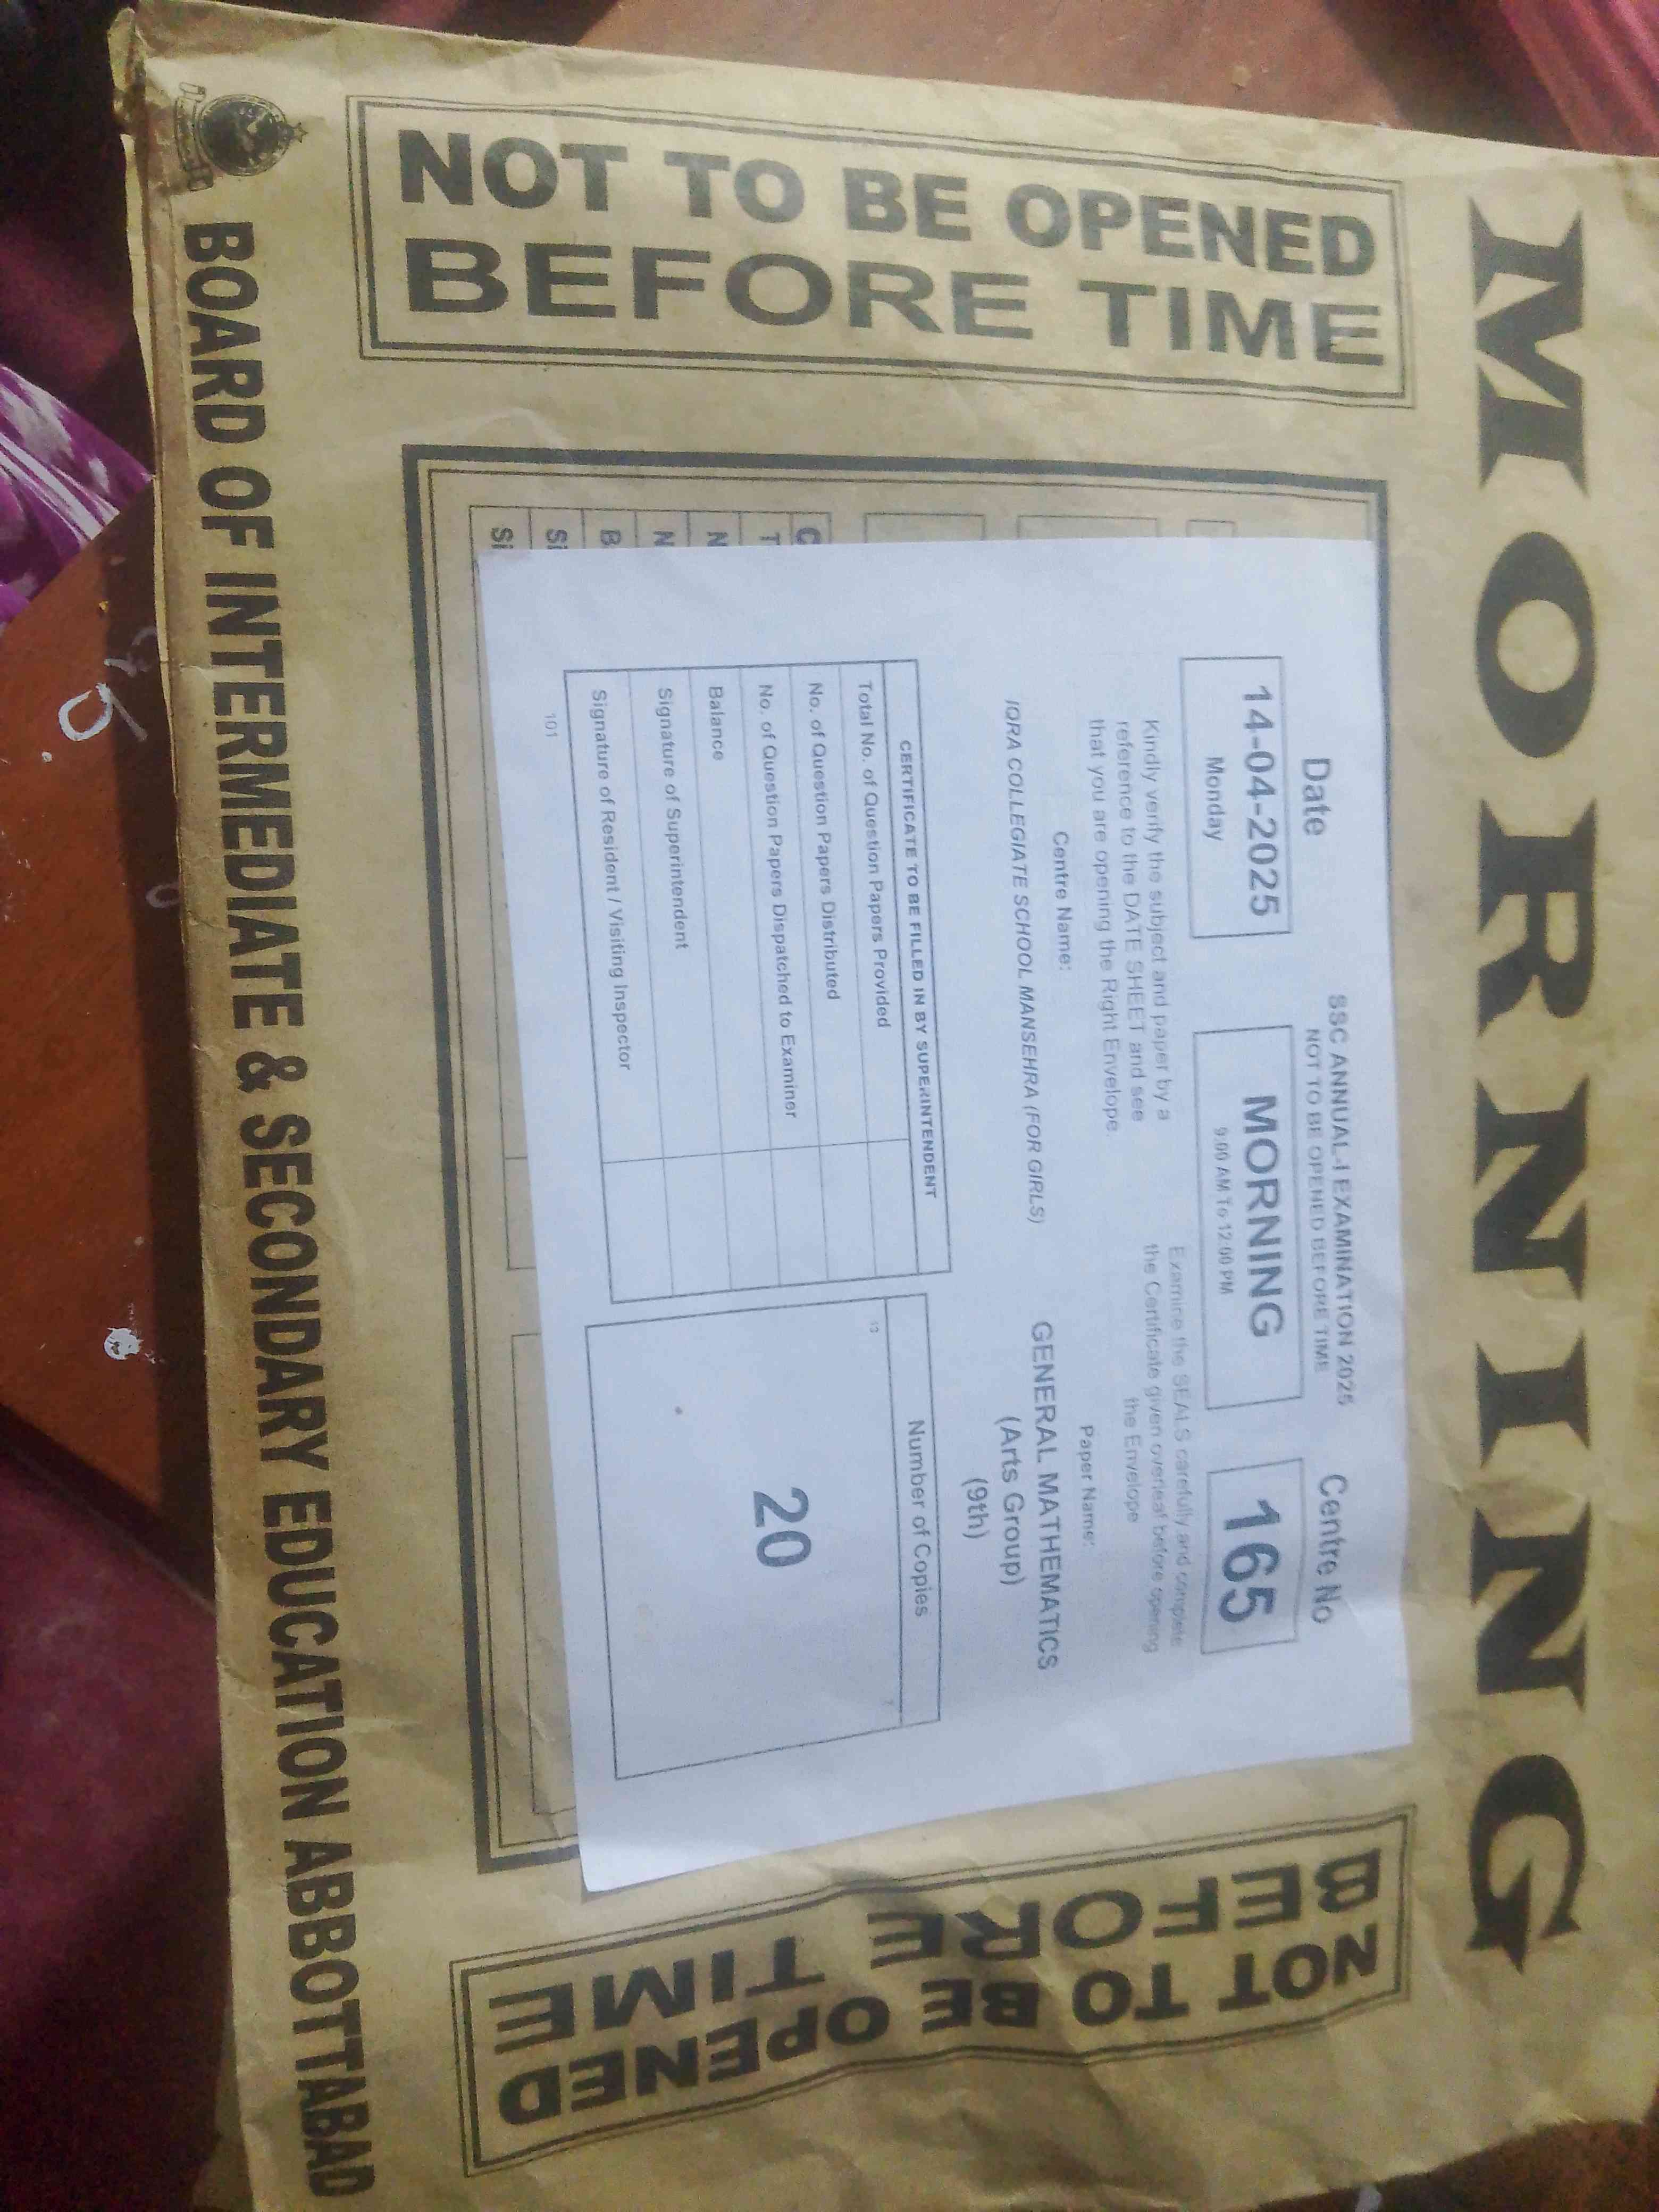 MORNING
NOT TO BE OPENED
BEFORE TIME
SSC ANNUAL-I EXAMINATION 2025
NOT TO BE OPENED BEFORE TIME
Date
Centre No
14-04-2025
Monday
MORNING
9:00 AM To 12:00 PM
165
Kindly verify the subject and paper by a
reference to the DATE SHEET and see
that you are opening the Right Envelope.
Examine the SEALS carefully and complete
the Certificate given overleaf before opening
the Envelope
Centre Name:
IQRA COLLEGIATE SCHOOL MANSEHRA (FOR GIRLS)
Paper Name:
GENERAL MATHEMATICS
(Arts Group)
(9th)
CERTIFICATE TO BE FILLED IN BY SUPERINTENDENT
Total No. of Question Papers Provided
No. of Question Papers Distributed
No. of Question Papers Dispatched to Examiner
Balance
Signature of Superintendent
Signature of Resident / Visiting Inspector
101
Number of Copies
13
7
20
C
T
N
N
B
Si
Si
NOT TO BE OPENED
BEFORE TIME
BOARD OF INTERMEDIATE & SECONDARY EDUCATION ABBOTTABAD